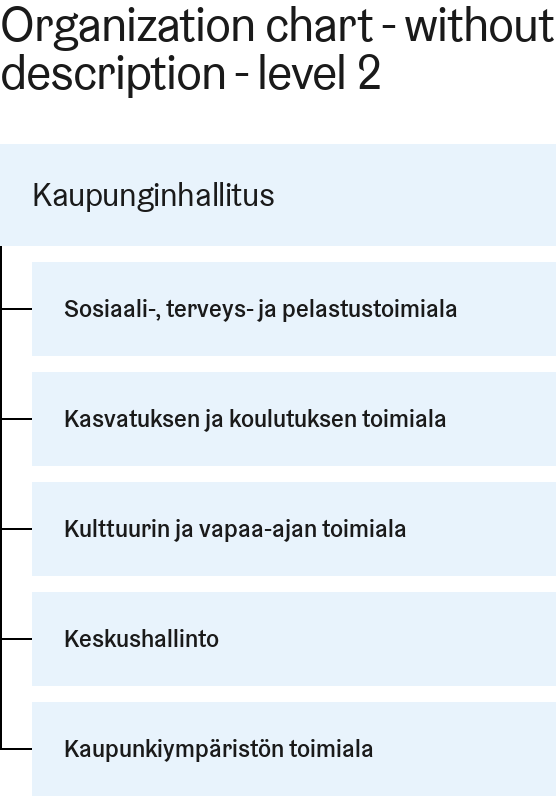 Organization chart - without
description - level 2
Kaupunginhallitus
Sosiaali-, terveys- ja pelastustoimiala
Kasvatuksen ja koulutuksen toimiala
Kulttuurin ja vapaa-ajan toimiala
Keskushallinto
Kaupunkiympäristön toimiala